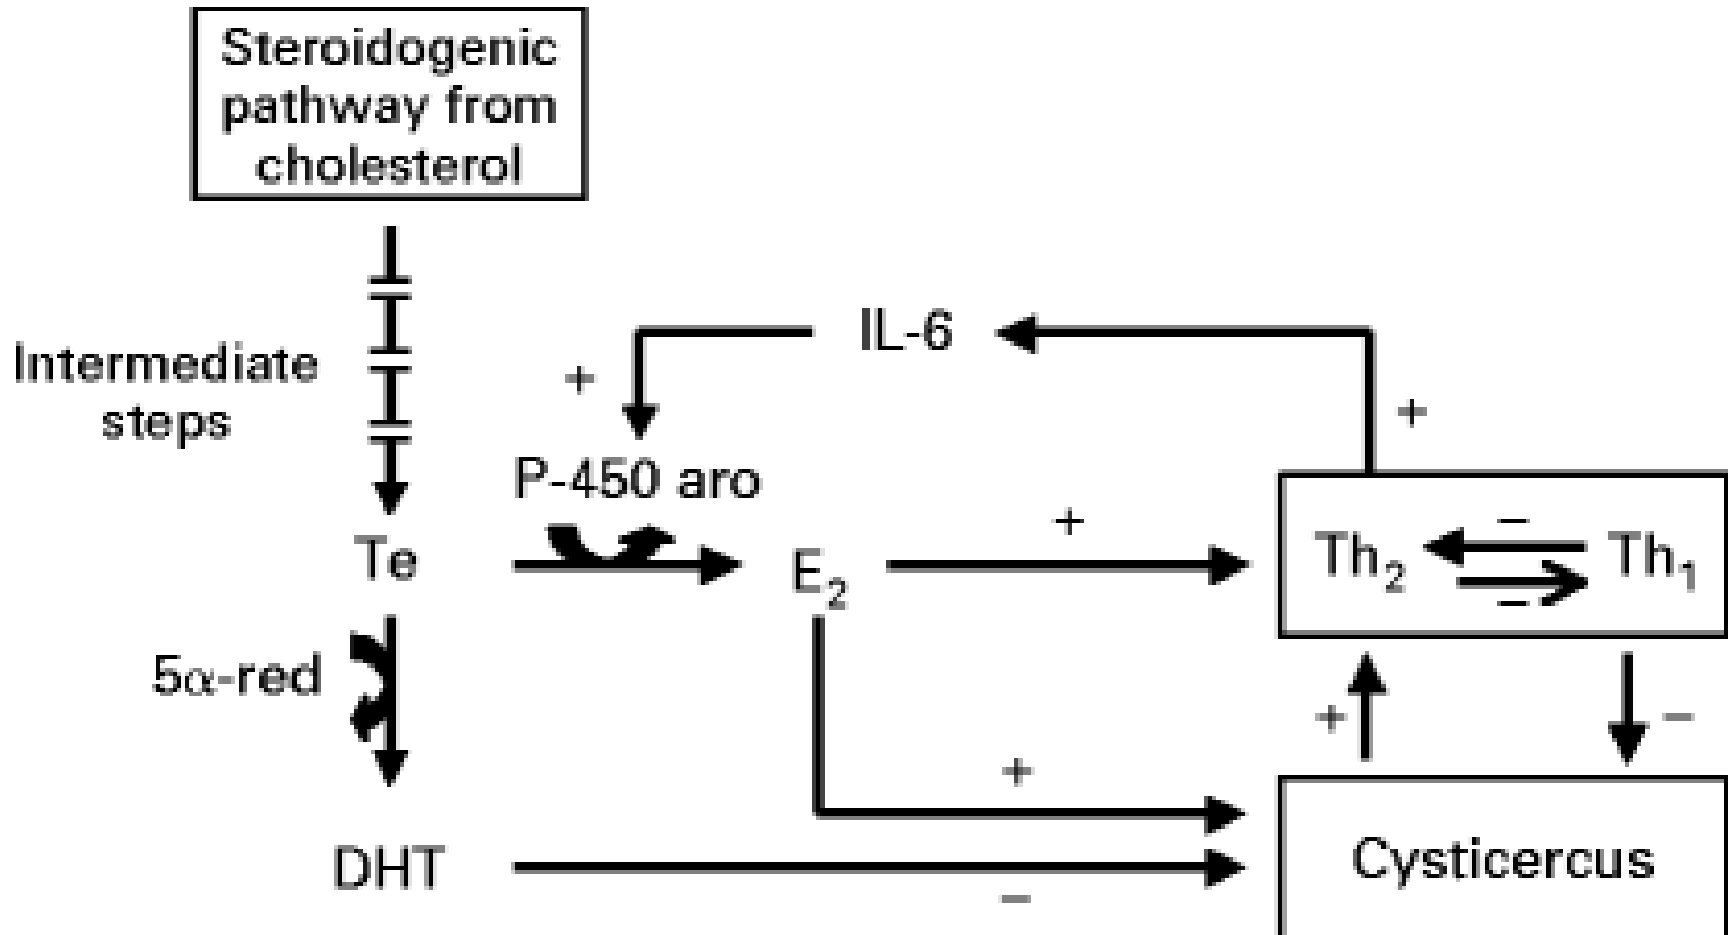 Steroidogenic
pathway from
cholesterol
Intermediate
steps
IL-6
+
+
P-450 aro
Te
E₂
+
Th₂
−
−
Th₁
5α-red
+
−
+
DHT
−
Cysticercus